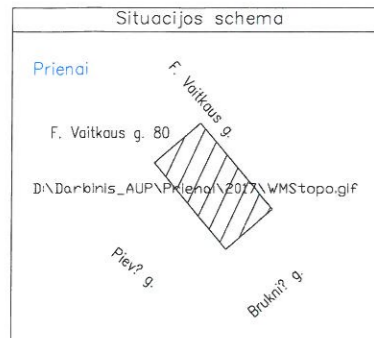 Situacijos schema
Prienai
F. Vaitkaus g.
F. Vaitkaus g. 80
D:\Darbinis_AUP\Prienai\2017\WMStopo.gif
Piev? g.
Brukni? g.